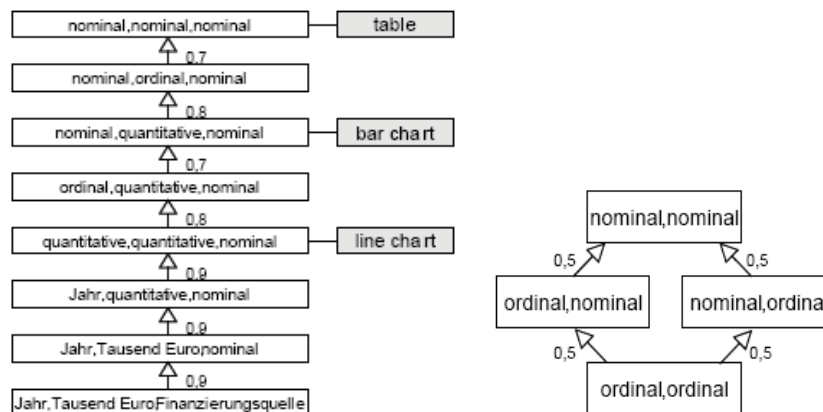 nominal,nominal,nominal
table
0,7
nominal,ordinal,nominal
0,8
nominal,quantitative,nominal
bar chart
0,7
ordinal,quantitative,nominal
0,8
quantitative,quantitative,nominal
line chart
0,9
Jahr,quantitative,nominal
0,9
Jahr,Tausend Euronominal
0,9
Jahr,Tausend Euro,Finanzierungsquelle
nominal,nominal
0,5
0,5
ordinal,nominal
nominal,ordinal
0,5
0,5
ordinal,ordinal